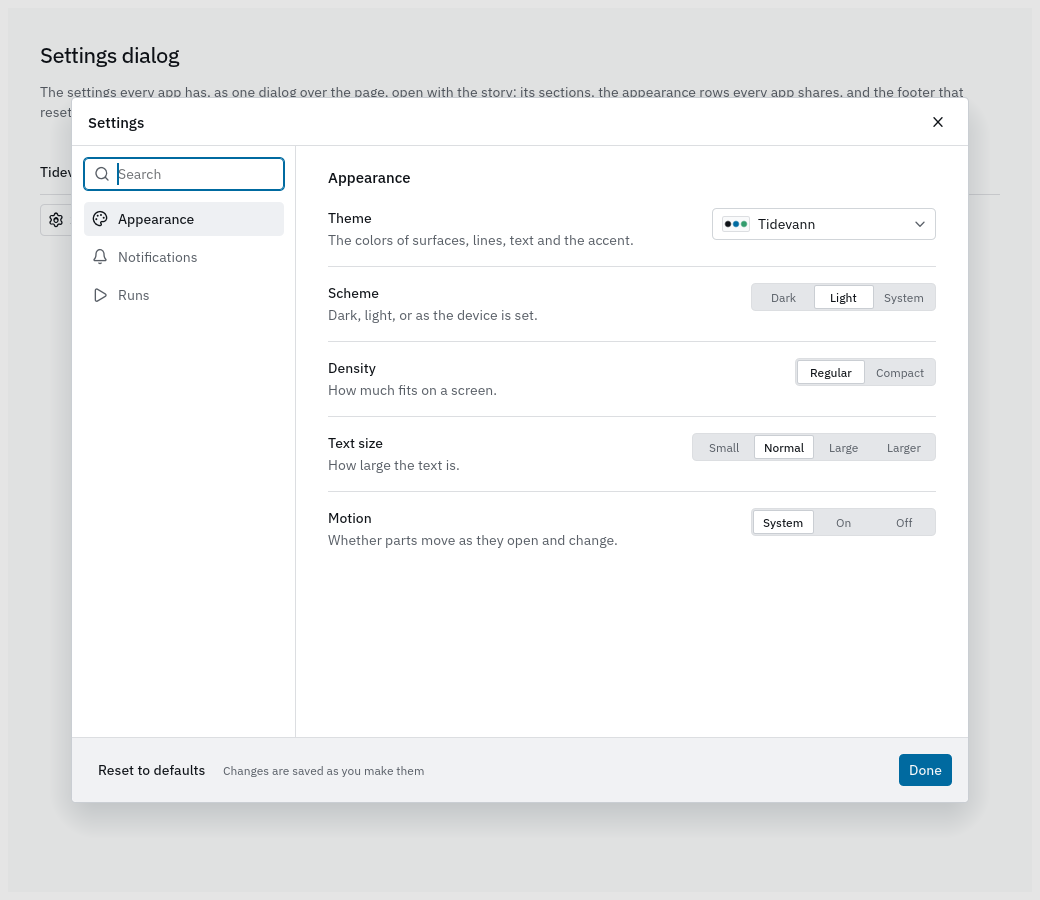 Settings dialog
The settings every app has, as one dialog over the page, open with the story: its sections, the appearance rows every app shares, and the footer that
reset
Settings
Tidev
Search
Appearance
Notifications
Runs
Appearance
Theme
The colors of surfaces, lines, text and the accent.
Tidevann
Scheme
Dark, light, or as the device is set.
Dark Light System
Density
How much fits on a screen.
Regular Compact
Text size
How large the text is.
Small Normal Large Larger
Motion
Whether parts move as they open and change.
System On Off
Reset to defaults Changes are saved as you make them Done